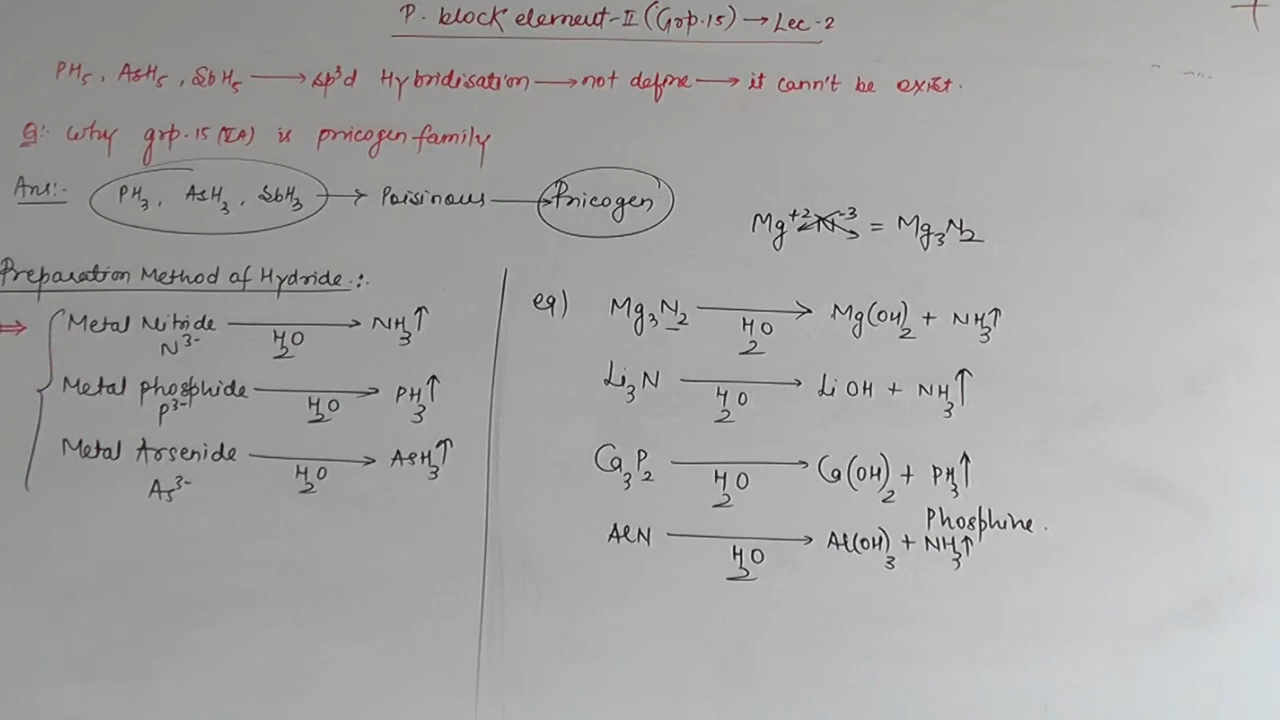 P. block element-II (Grp.15) → Lec-2
PH₅, AsH₅, SbH₅ → sp³d Hybridisation → not define → it cann't be exist.
Q:- Why grp.15 (VA) is pnicogen family
Ans:- PH₃, AsH₃, SbH₃ → Poisinous → Pnicogen
Mg⁺² N⁻³ = Mg₃N₂
Preparation Method of Hydride :.
⇒ Metal Nitride → NH₃↑
N³⁻ H₂O
Metal phosphide → PH₃↑
P³⁻ H₂O
Metal Arsenide → AsH₃↑
As³⁻ H₂O
eq) Mg₃N₂ → Mg(OH)₂ + NH₃↑
H₂O
Li₃N → LiOH + NH₃↑
H₂O
Ca₃P₂ → Ca(OH)₂ + PH₃↑
H₂O
Phosphine.
AlN → Al(OH)₃ + NH₃↑
H₂O